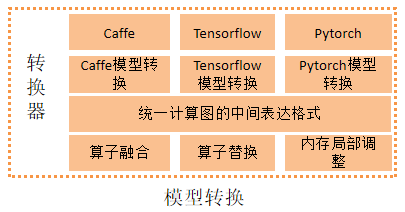 转换器
Caffe
Tensorflow
Pytorch
Caffe模型转
换
Tensorflow
模型转换
Pytorch模型
转换
统一计算图的中间表达格式
算子融合
算子替换
内存局部调
整
模型转换